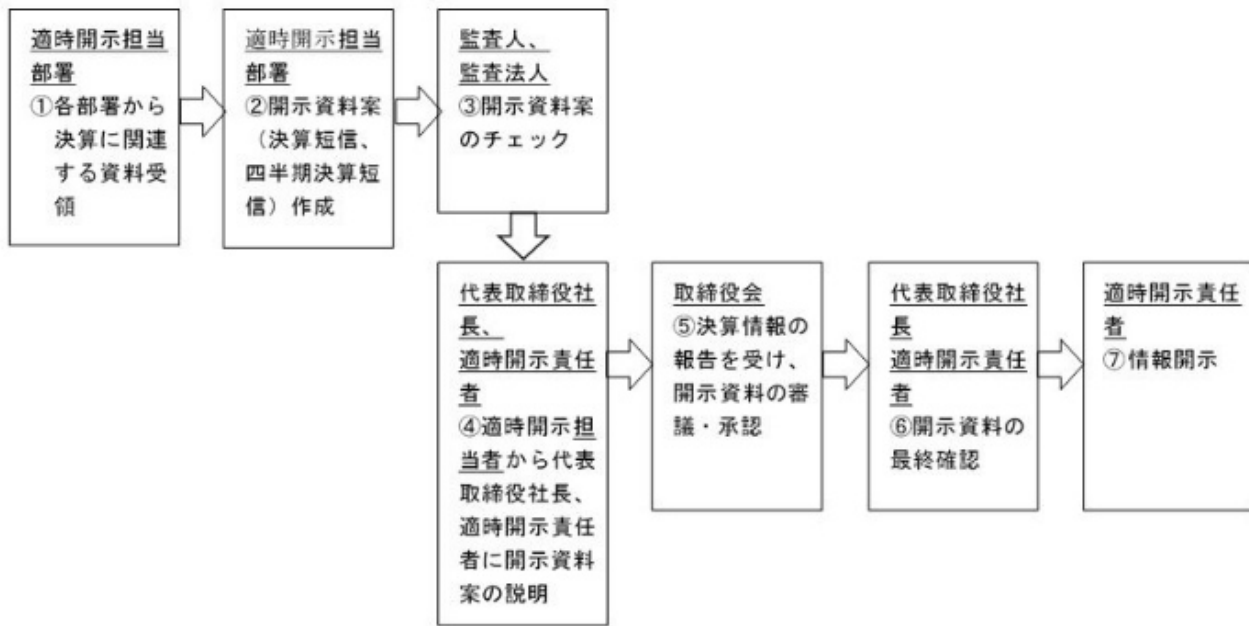 適時開示担当
部署
①各部署から
決算に関連
する資料受
領
適時開示担当
部署
②開示資料案
（決算短信、
四半期決算短
信）作成
監査人、
監査法人
③開示資料案
のチェック
代表取締役社
長、
適時開示責任
者
④適時開示担
当者から代表
取締役社長、
適時開示責任
者に開示資料
案の説明
取締役会
⑤決算情報の
報告を受け、
開示資料の審
議・承認
代表取締役社
長
適時開示責任
者
⑥開示資料の
最終確認
適時開示責任
者
⑦情報開示